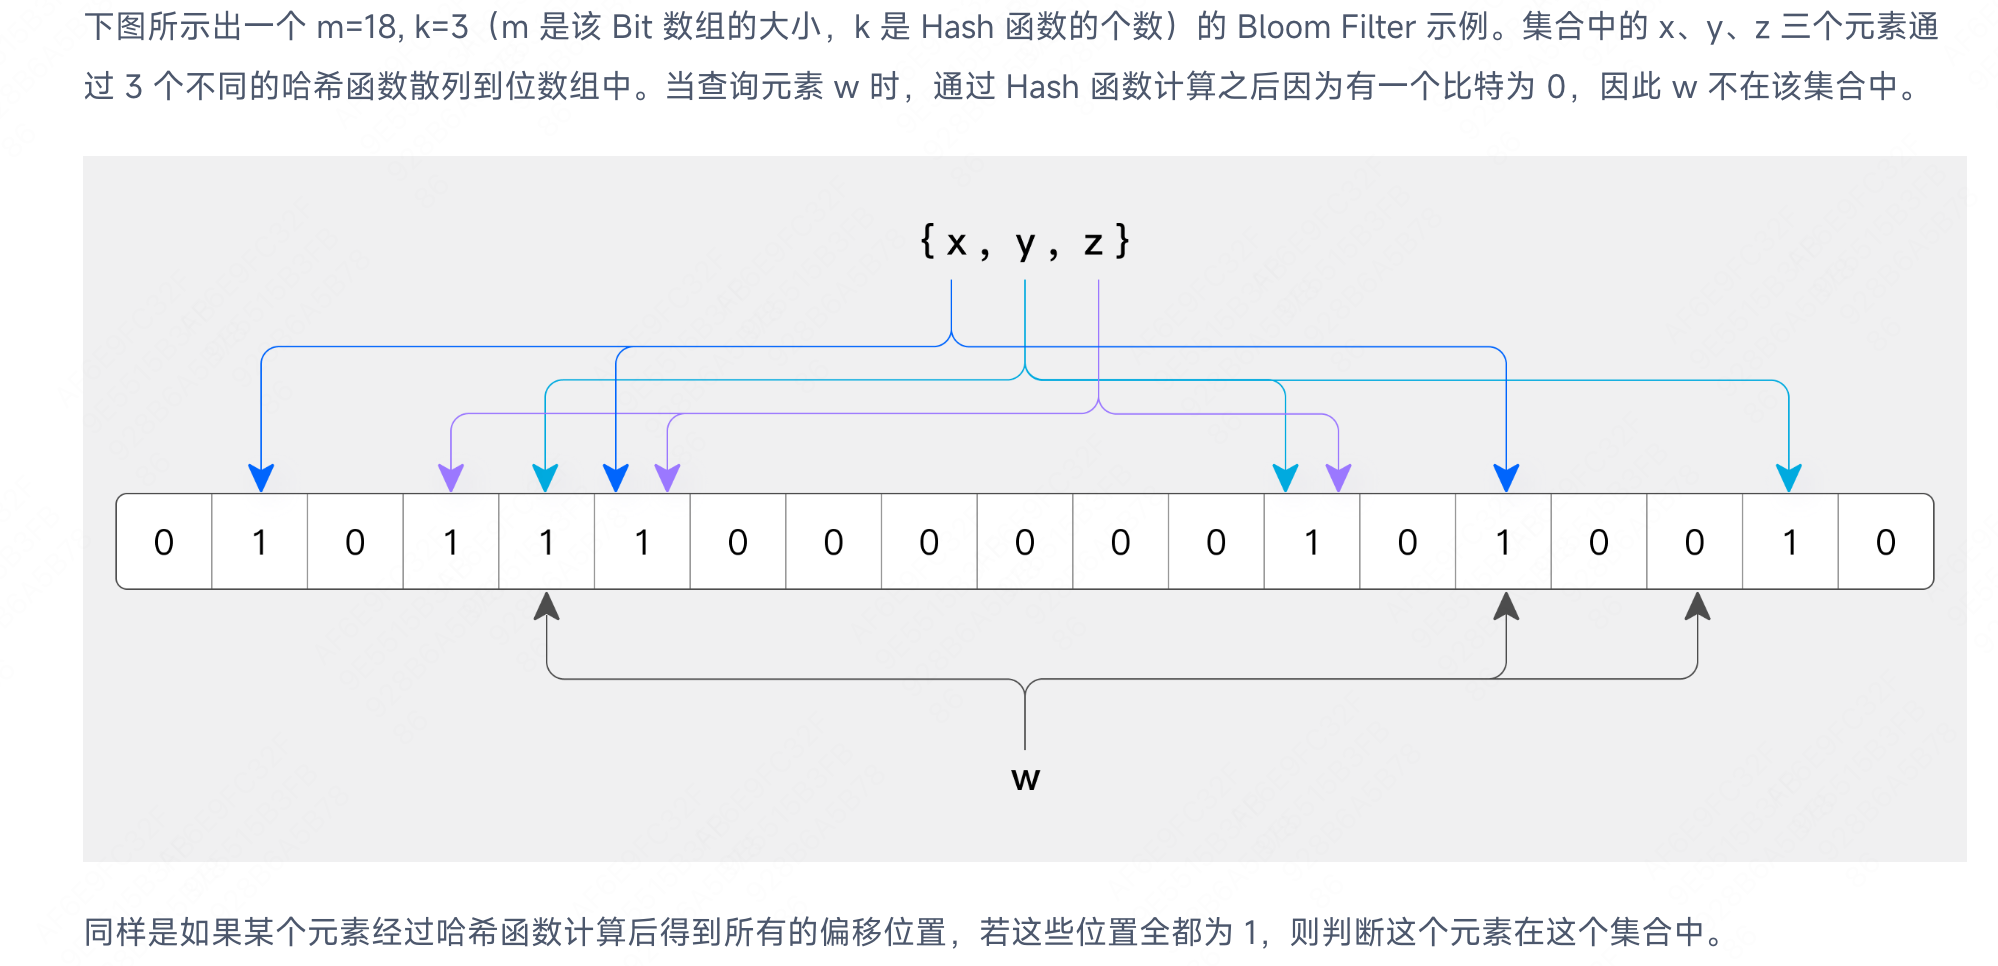 下图所示出一个 m=18, k=3（m 是该 Bit 数组的大小，k 是 Hash 函数的个数）的 Bloom Filter 示例。集合中的 x、y、z 三个元素通
过 3 个不同的哈希函数散列到位数组中。当查询元素 w 时，通过 Hash 函数计算之后因为有一个比特为 0，因此 w 不在该集合中。
{ x , y , z }
0 1 0 1 1 1 0 0 0 0 0 0 1 0 1 0 0 1 0
w
同样是如果某个元素经过哈希函数计算后得到所有的偏移位置，若这些位置全都为 1，则判断这个元素在这个集合中。